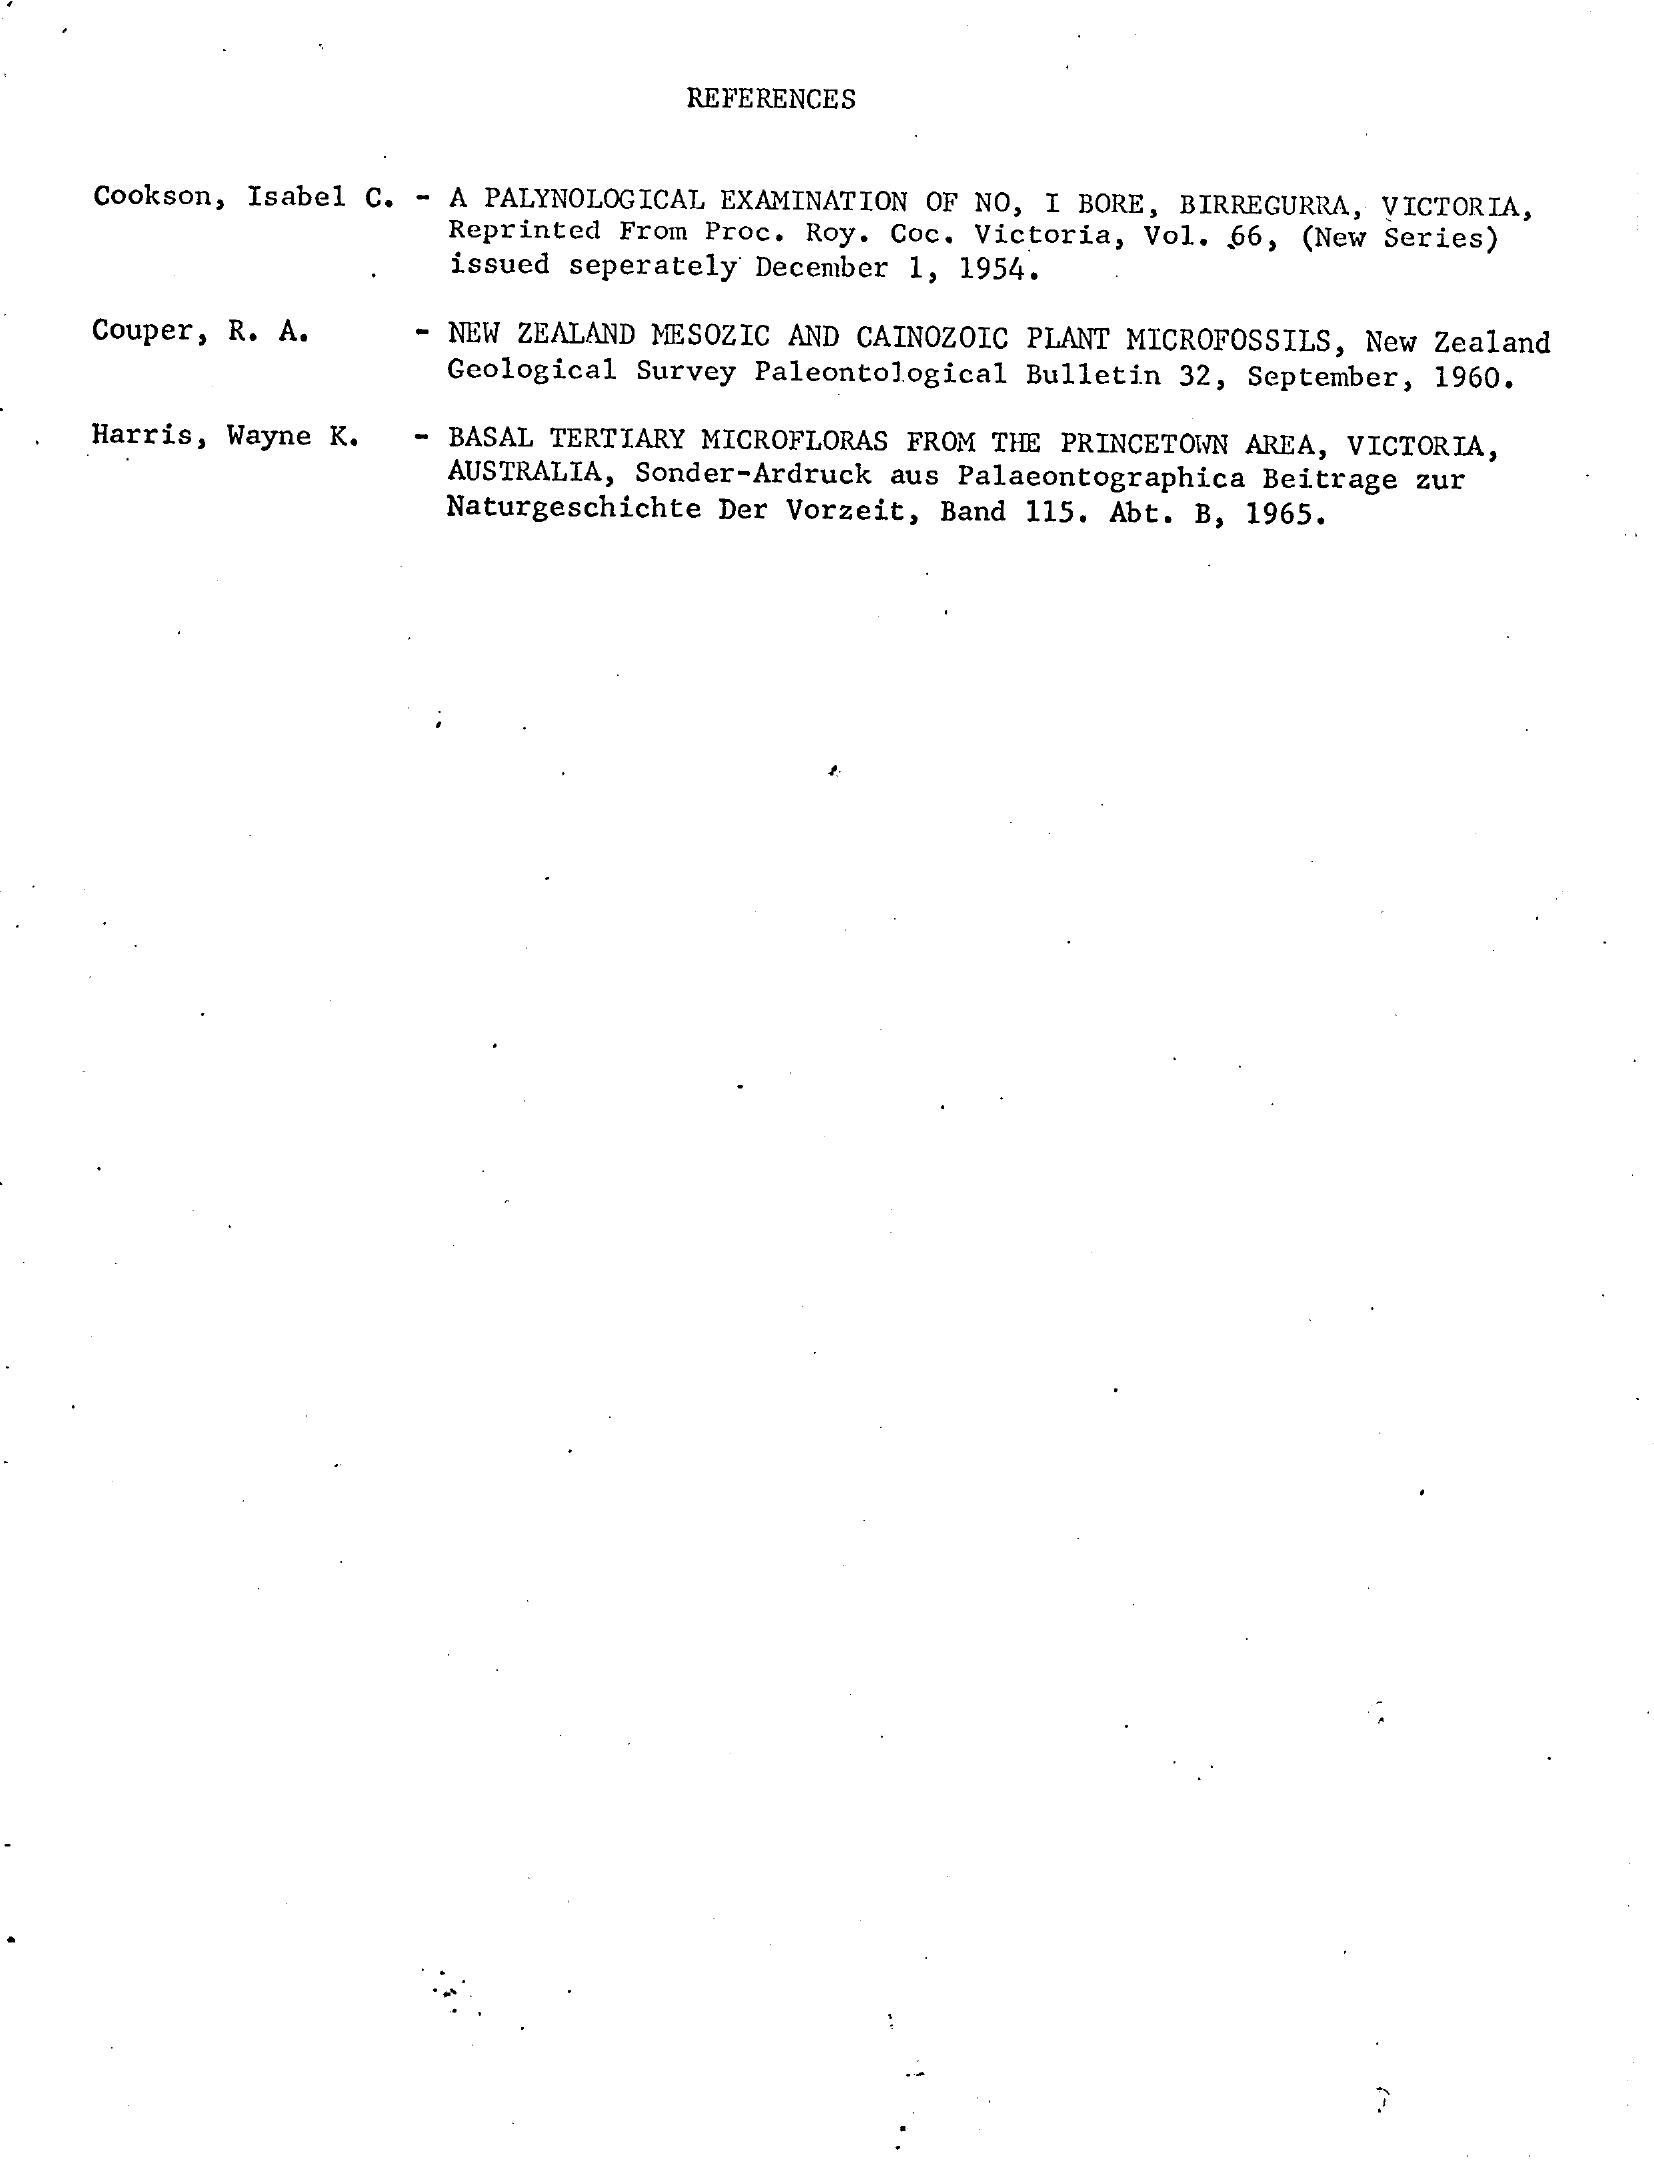 REFERENCES
Cookson, Isabel C. - A PALYNOLOGICAL EXAMINATION OF NO, I BORE, BIRREGURRA, VICTORIA,
Reprinted From Proc. Roy. Coc. Victoria, Vol. 66, (New Series)
issued seperately December 1, 1954.
Couper, R. A. - NEW ZEALAND MESOZIC AND CAINOZOIC PLANT MICROFOSSILS, New Zealand
Geological Survey Paleontological Bulletin 32, September, 1960.
Harris, Wayne K. - BASAL TERTIARY MICROFLORAS FROM THE PRINCETOWN AREA, VICTORIA,
AUSTRALIA, Sonder-Ardruck aus Palaeontographica Beitrage zur
Naturgeschichte Der Vorzeit, Band 115. Abt. B, 1965.